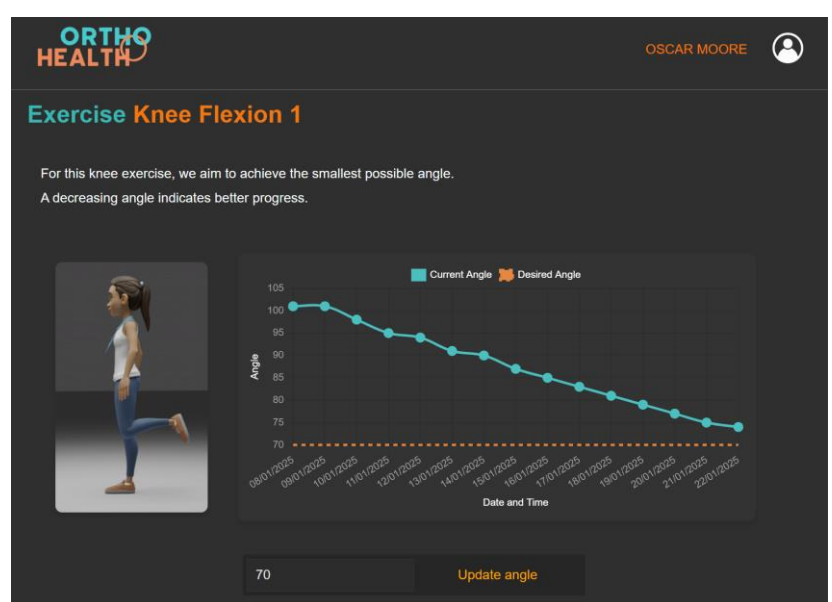 ORTHO
HEALTH
OSCAR MOORE
Exercise Knee Flexion 1
For this knee exercise, we aim to achieve the smallest possible angle.
A decreasing angle indicates better progress.
Current Angle Desired Angle
105
100
95
90
85
80
75
70
Angle
08/01/2025 09/01/2025 10/01/2025 11/01/2025 12/01/2025 13/01/2025 14/01/2025 15/01/2025 16/01/2025 17/01/2025 18/01/2025 19/01/2025 20/01/2025 21/01/2025 22/01/2025
Date and Time
70 Update angle